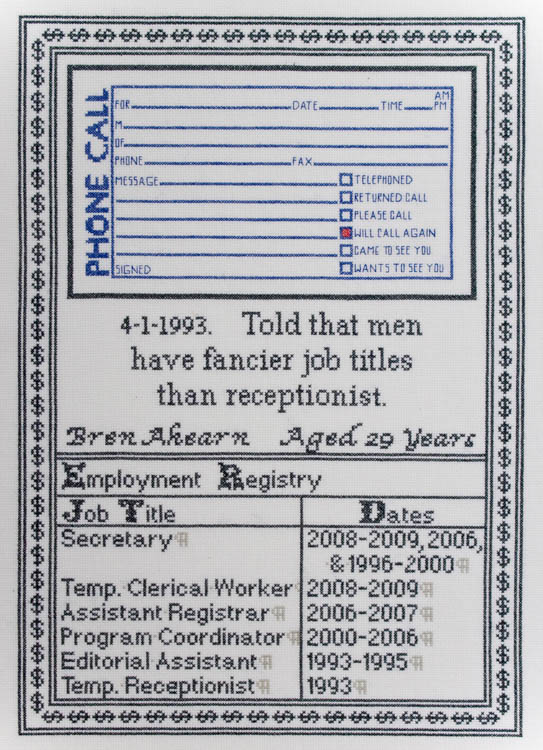 PHONE CALL
AM
FOR DATE TIME PM
M
OF
PHONE FAX
MESSAGE TELEPHONED
RETURNED CALL
PLEASE CALL
WILL CALL AGAIN
CAME TO SEE YOU
SIGNED WANTS TO SEE YOU
4-1-1993. Told that men
have fancier job titles
than receptionist.
Bren Ahearn Aged 29 Years
Employment Registry
Job Title Dates
Secretary¶ 2008-2009, 2006,
& 1996-2000¶
Temp. Clerical Worker¶ 2008-2009¶
Assistant Registrar¶ 2006-2007¶
Program Coordinator¶ 2000-2006¶
Editorial Assistant¶ 1993-1995¶
Temp. Receptionist¶ 1993¶